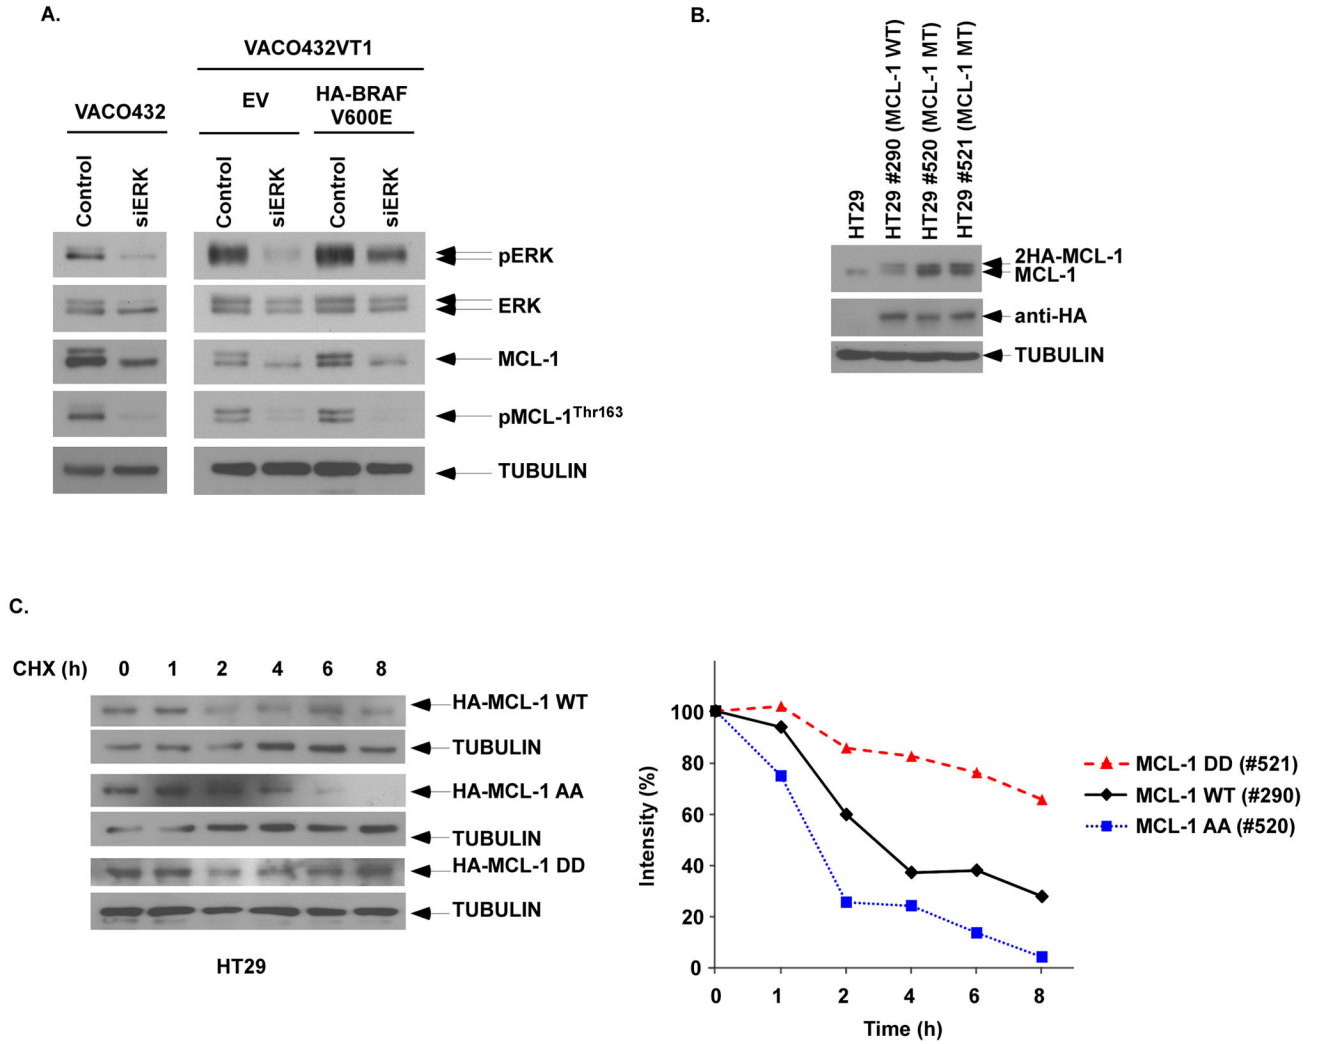 A.
VACO432VT1
VACO432
EV
HA-BRAF
V600E
Control
siERK
Control
siERK
Control
siERK
pERK
ERK
MCL-1
pMCL-1Thr163
TUBULIN
B.
HT29
HT29 #290 (MCL-1 WT)
HT29 #520 (MCL-1 MT)
HT29 #521 (MCL-1 MT)
2HA-MCL-1
MCL-1
anti-HA
TUBULIN
C.
CHX (h) 0 1 2 4 6 8
HA-MCL-1 WT
TUBULIN
HA-MCL-1 AA
TUBULIN
HA-MCL-1 DD
TUBULIN
HT29
Intensity (%)
100
80
60
40
20
0
0 1 2 4 6 8
Time (h)
MCL-1 DD (#521)
MCL-1 WT (#290)
MCL-1 AA (#520)